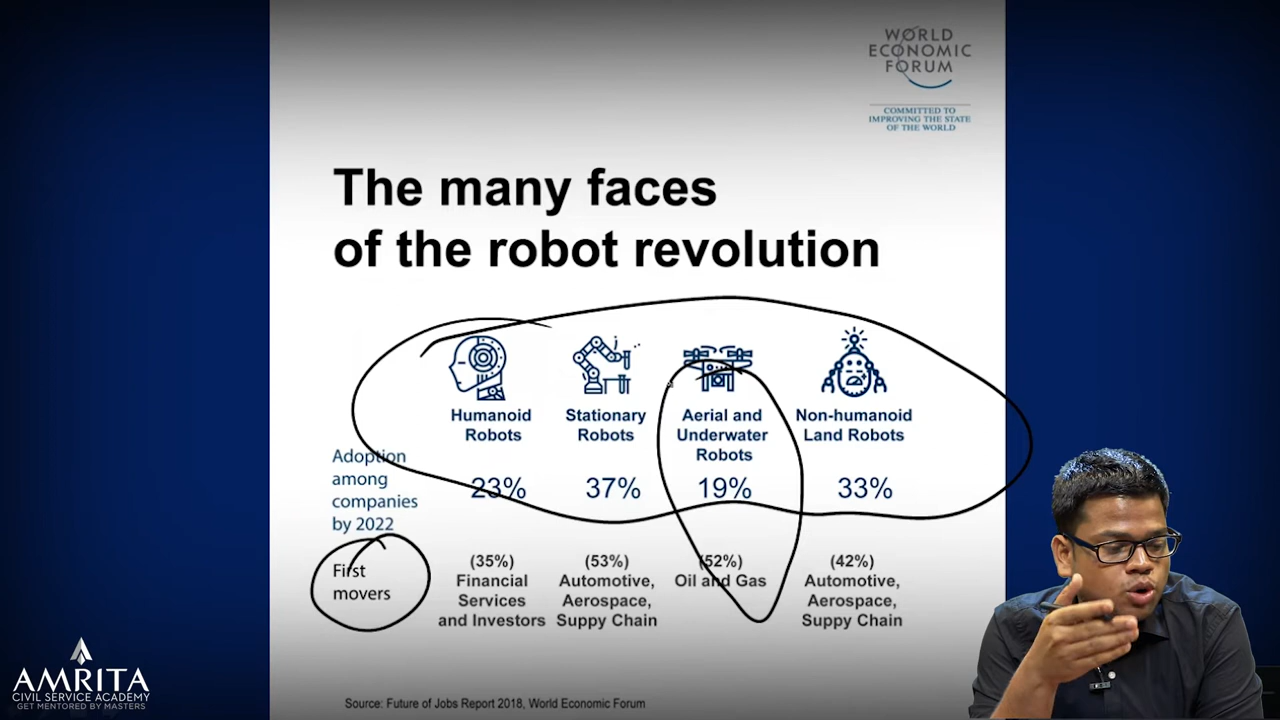 WORLD
ECONOMIC
FORUM
COMMITTED TO
IMPROVING THE STATE
OF THE WORLD
The many faces
of the robot revolution
Humanoid
Robots
Stationary
Robots
Aerial and
Underwater
Robots
Non-humanoid
Land Robots
Adoption
among
companies
by 2022
23%
37%
19%
33%
First
movers
(35%)
Financial
Services
and Investors
(53%)
Automotive,
Aerospace,
Suppy Chain
(52%)
Oil and Gas
(42%)
Automotive,
Aerospace,
Suppy Chain
Source: Future of Jobs Report 2018, World Economic Forum
AMRITA
CIVIL SERVICE ACADEMY
GET MENTORED BY MASTERS